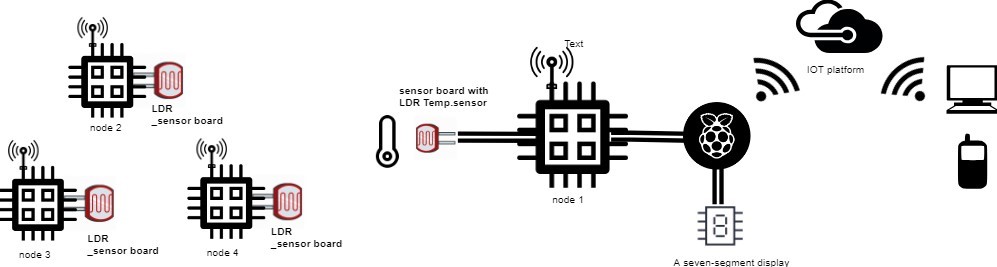 Text
IOT platform
sensor board with
LDR Temp.sensor
LDR
_sensor board
node 2
node 1
LDR
_sensor board
node 3
LDR
_sensor board
node 4
8
A seven-segment display